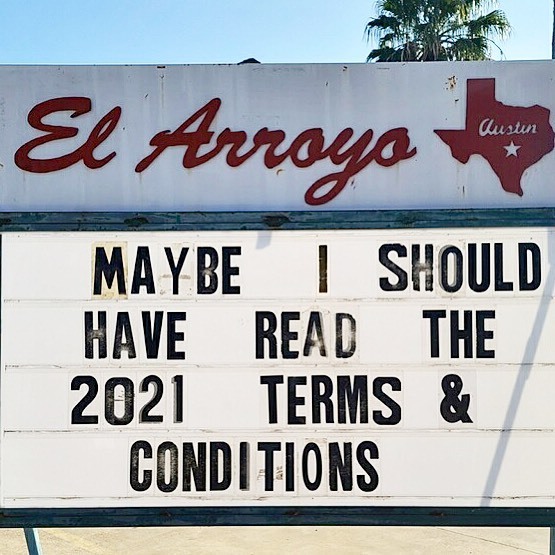 El Arroyo
Austin
MAYBE I SHOULD
HAVE READ THE
2021 TERMS &
CONDITIONS